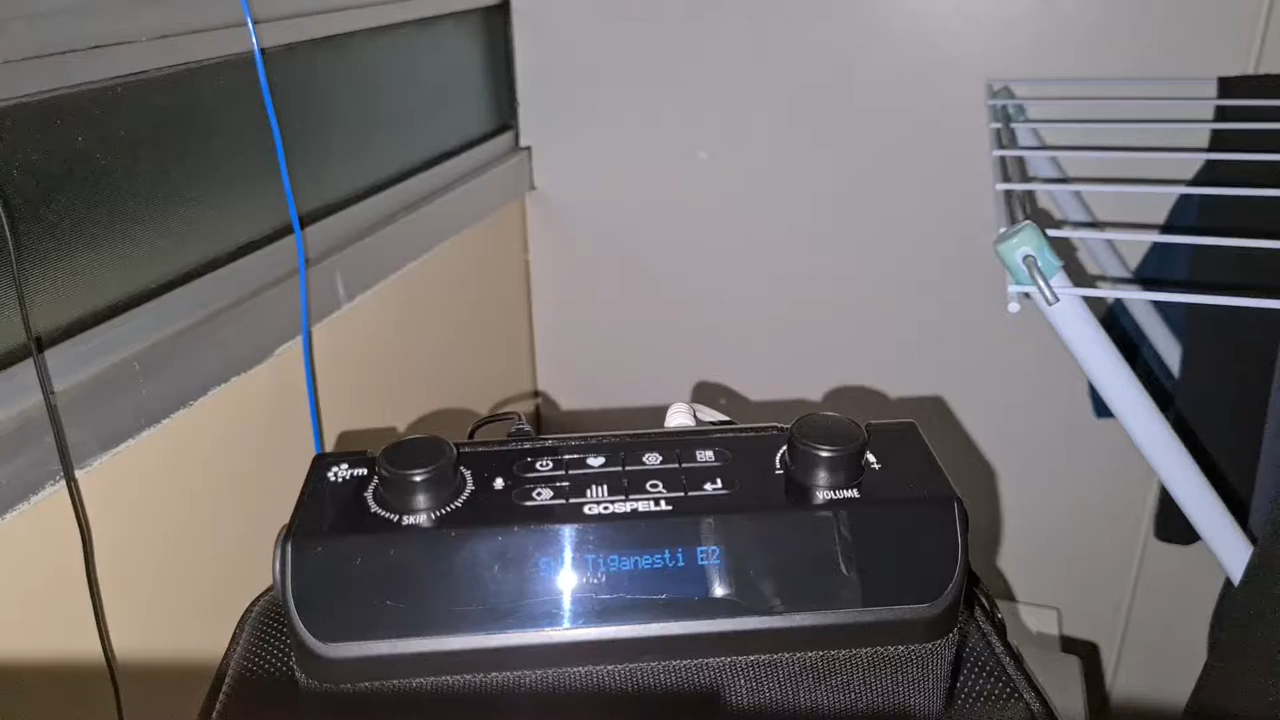 DRM
SKIP
VOLUME
GOSPELL
Tiganesti E2